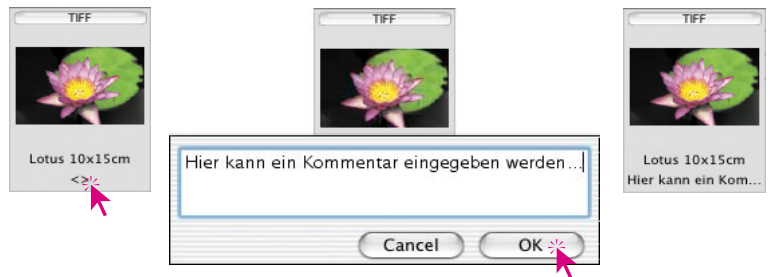 TIFF
Lotus 10x15cm
<>
TIFF
Hier kann ein Kommentar eingegeben werden...
Cancel
OK
TIFF
Lotus 10x15cm
Hier kann ein Kom...